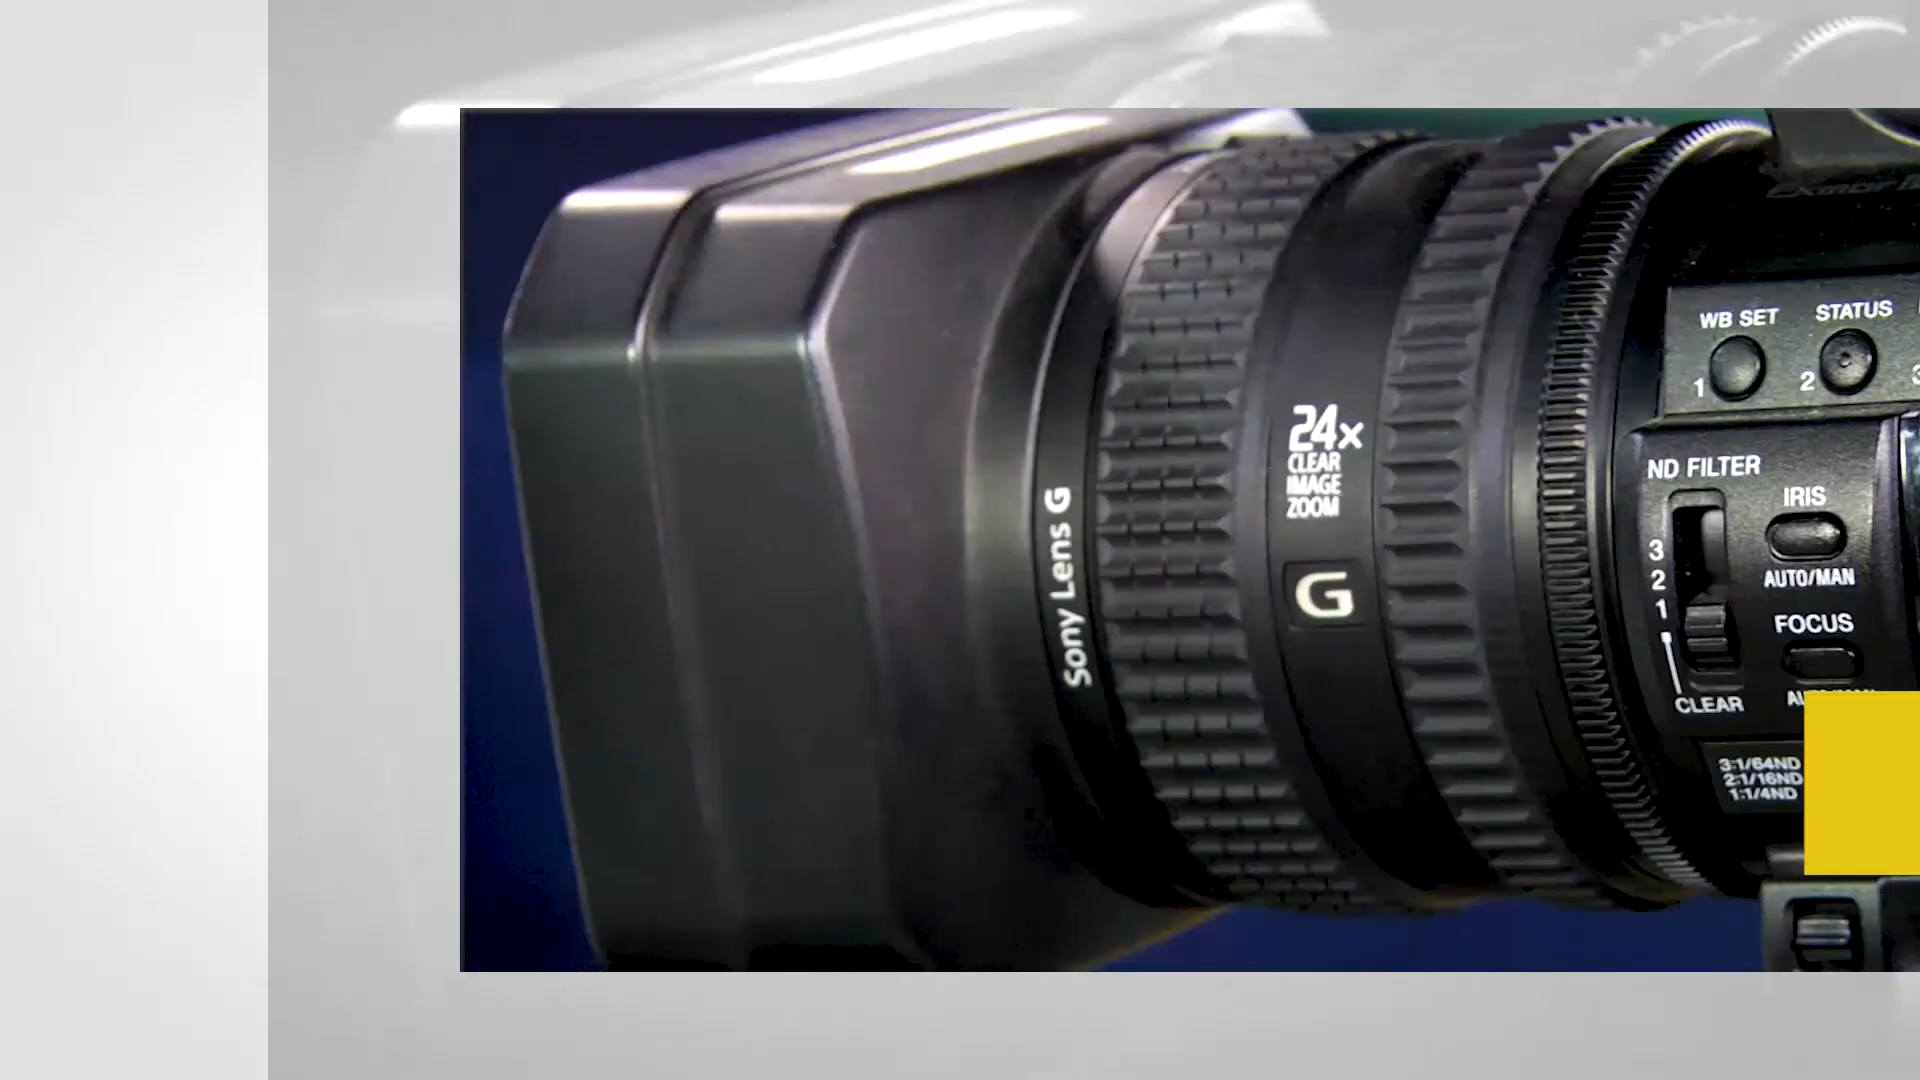 Sony Lens G
24x
CLEAR
IMAGE
ZOOM
G
WB SET
STATUS
1
2
ND FILTER
IRIS
3
2
1
AUTO/MAN
FOCUS
CLEAR
3:1/64ND
2:1/16ND
1:1/4ND